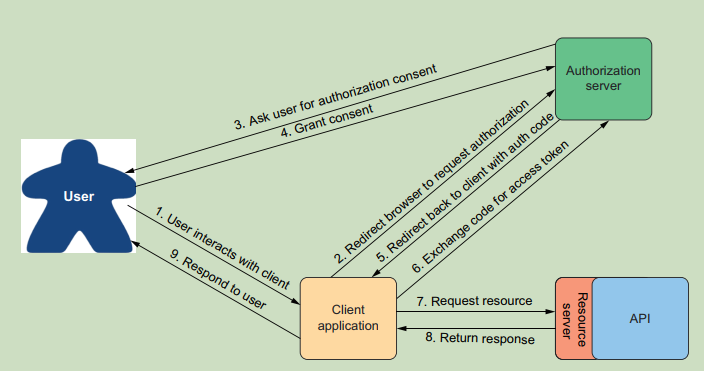 Authorization
server
3. Ask user for authorization consent
4. Grant consent
User
1. User interacts with client
9. Respond to user
2. Redirect browser to request authorization
5. Redirect back to client with auth code
6. Exchange code for access token
Client
application
7. Request resource
8. Return response
Resource
server
API